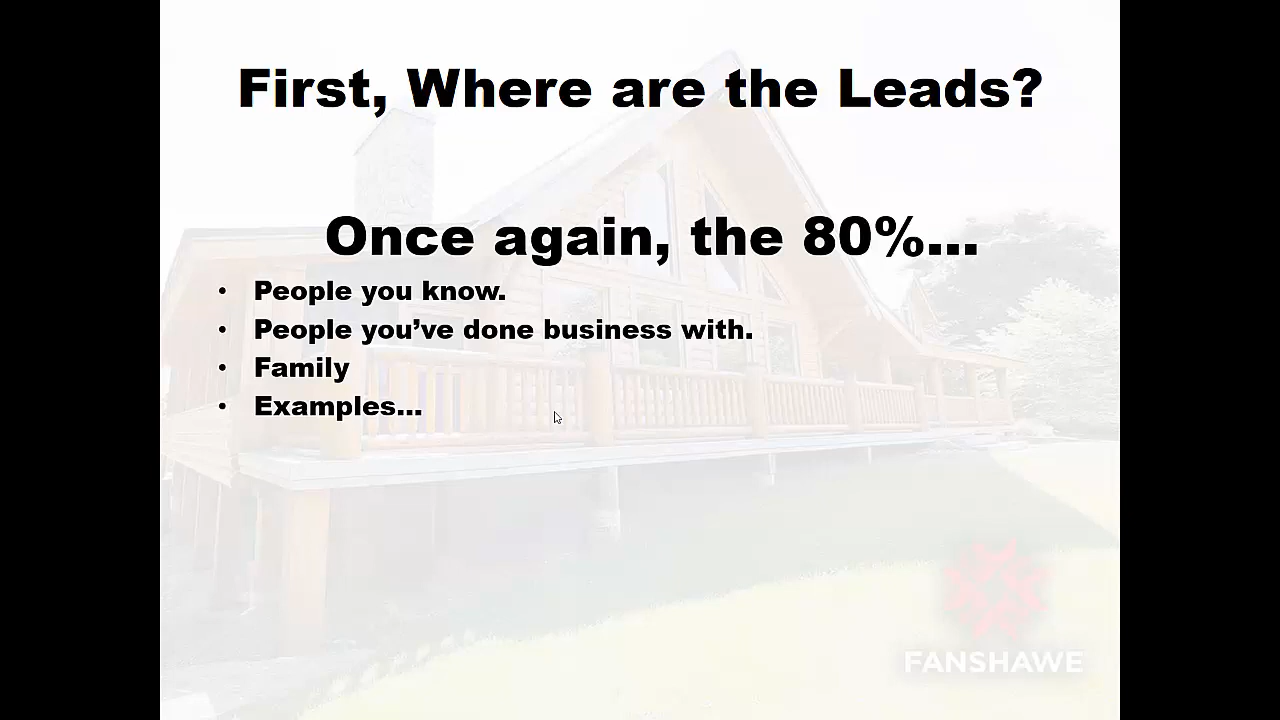 First, Where are the Leads?
Once again, the 80%...
• People you know.
• People you’ve done business with.
• Family
• Examples...
FANSHAWE